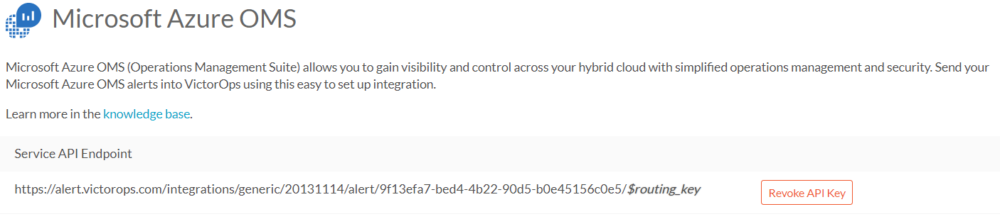 Microsoft Azure OMS
Microsoft Azure OMS (Operations Management Suite) allows you to gain visibility and control across your hybrid cloud with simplified operations management and security. Send your
Microsoft Azure OMS alerts into VictorOps using this easy to set up integration.
Learn more in the knowledge base.
Service API Endpoint
https://alert.victorops.com/integrations/generic/20131114/alert/9f13efa7-bed4-4b22-90d5-b0e45156c0e5/$routing_key
Revoke API Key